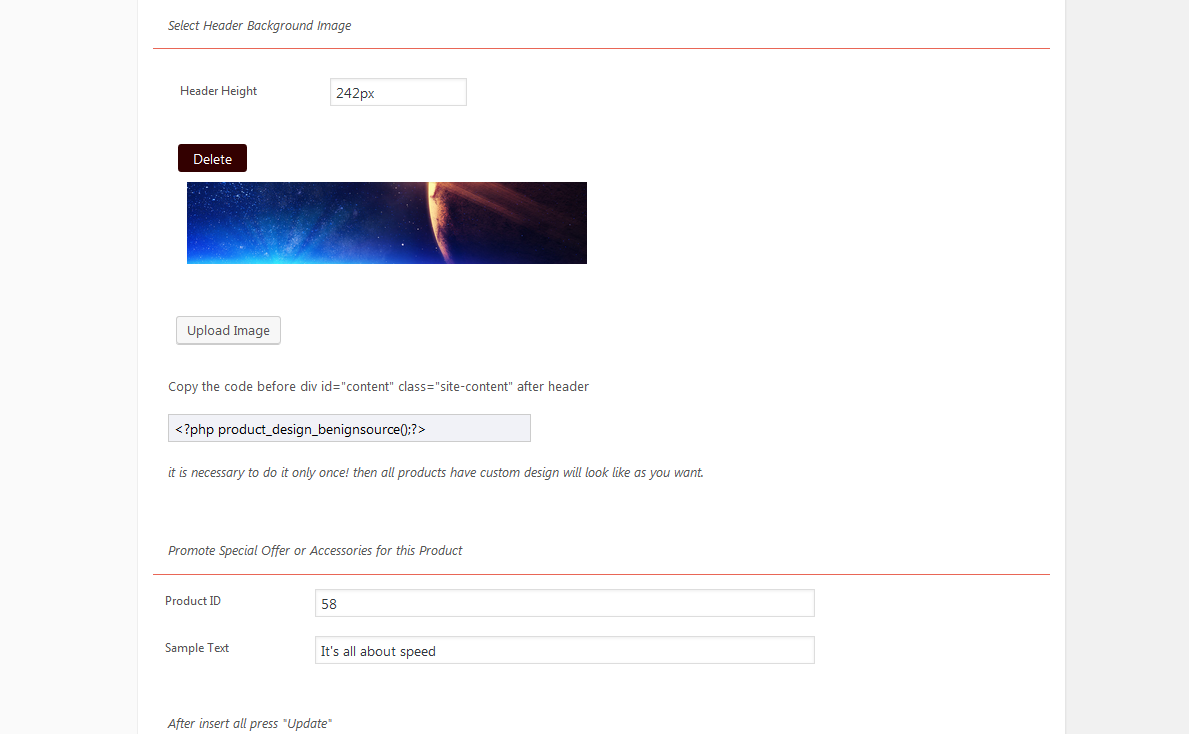 Select Header Background Image
Header Height
242px
Delete
Upload Image
Copy the code before div id="content" class="site-content" after header
<?php product_design_benignsource();?>
it is necessary to do it only once! then all products have custom design will look like as you want.
Promote Special Offer or Accessories for this Product
Product ID
58
Sample Text
It's all about speed
After insert all press "Update"